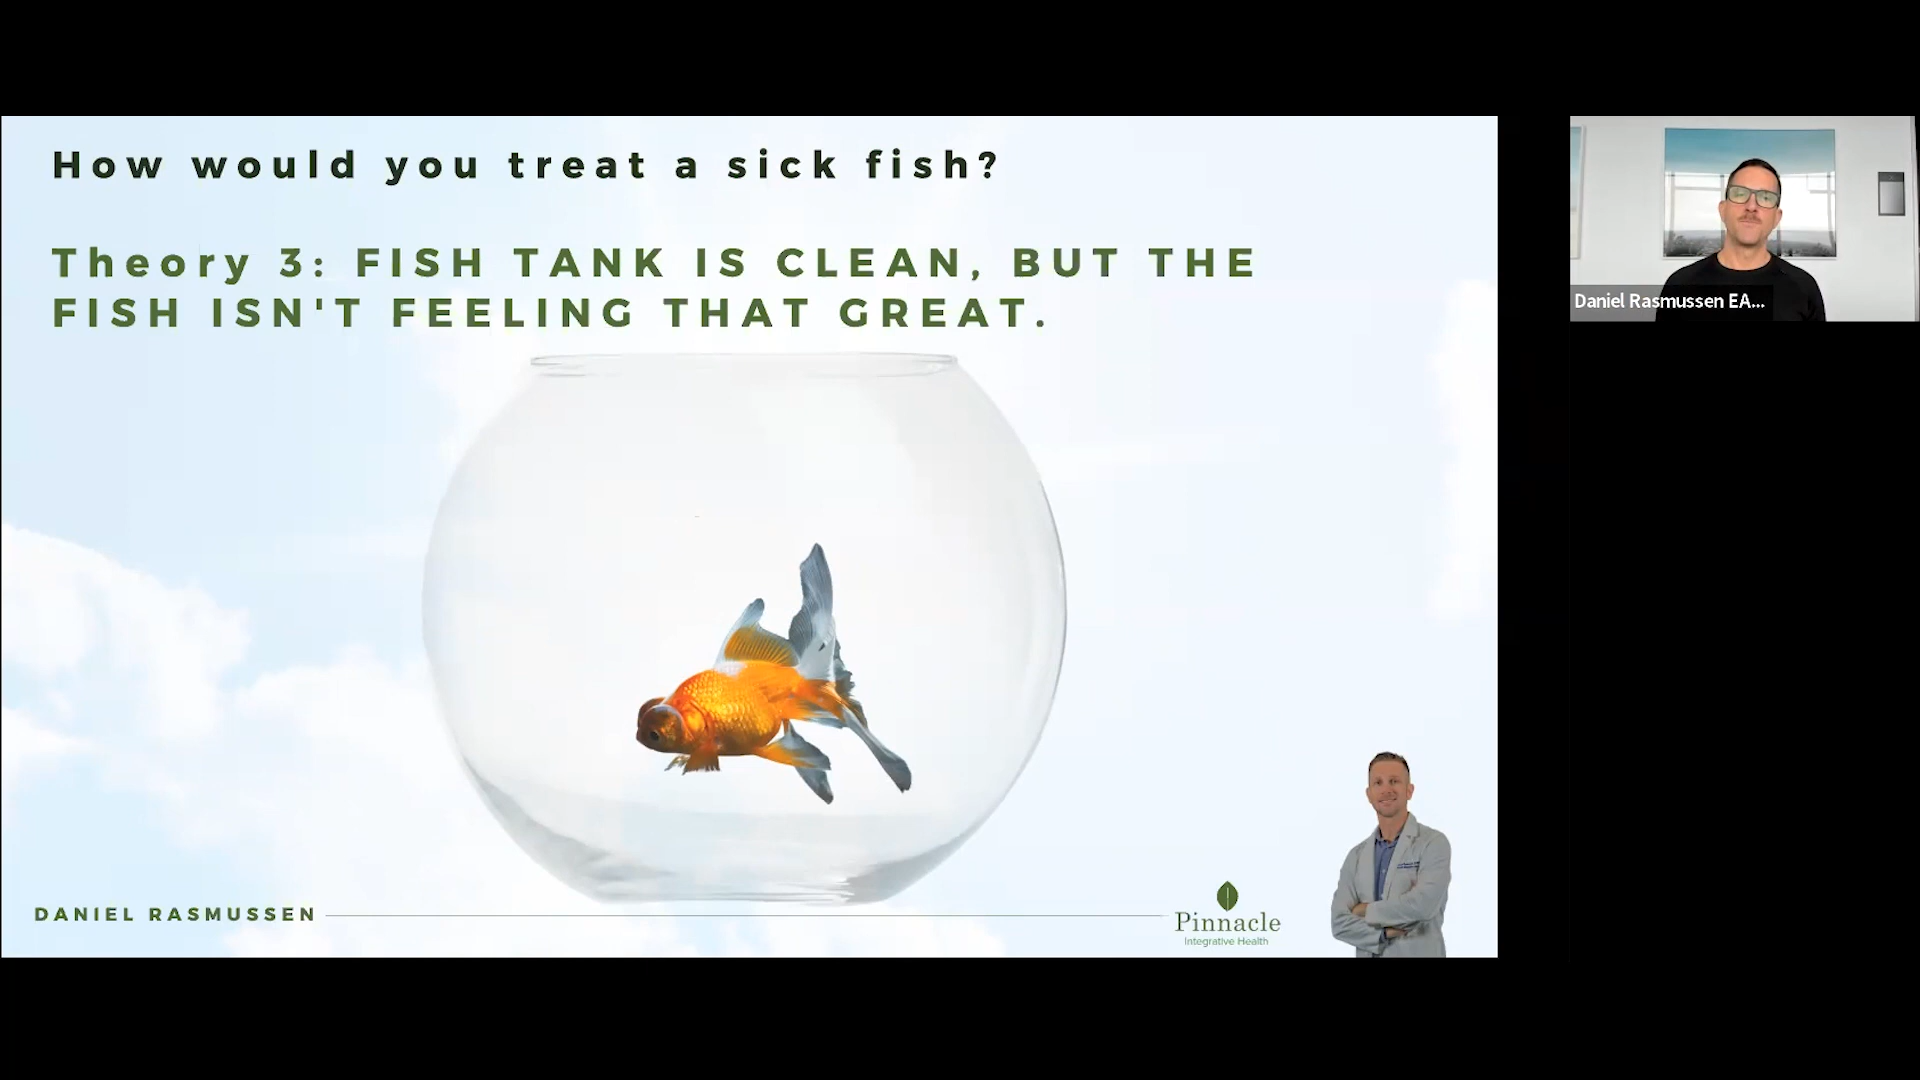 How would you treat a sick fish?
Theory 3: FISH TANK IS CLEAN, BUT THE
FISH ISN'T FEELING THAT GREAT.
Daniel Rasmussen EA...
DANIEL RASMUSSEN
Pinnacle
Integrative Health